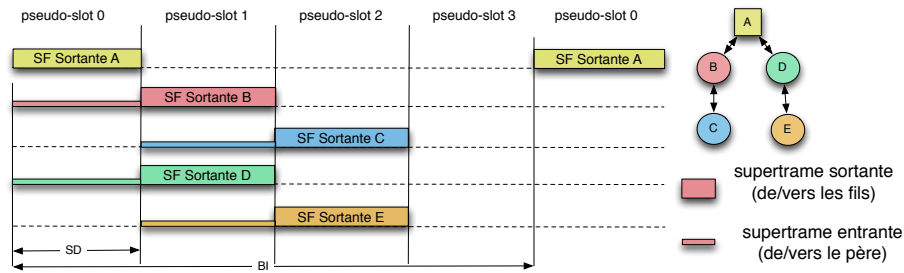 pseudo-slot 0 pseudo-slot 1 pseudo-slot 2 pseudo-slot 3 pseudo-slot 0
SF Sortante A SF Sortante A
SF Sortante B
SF Sortante C
SF Sortante D
SF Sortante E
SD
BI
A
B D
C E
supertrame sortante
(de/vers les fils)
supertrame entrante
(de/vers le père)